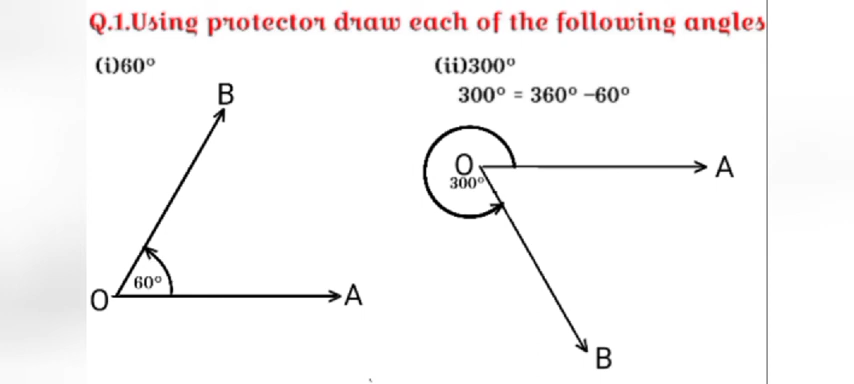 Q.1.Using protector draw each of the following angles
(i)60°
B
60°
O
A
(ii)300°
300° = 360° –60°
O
300°
A
B